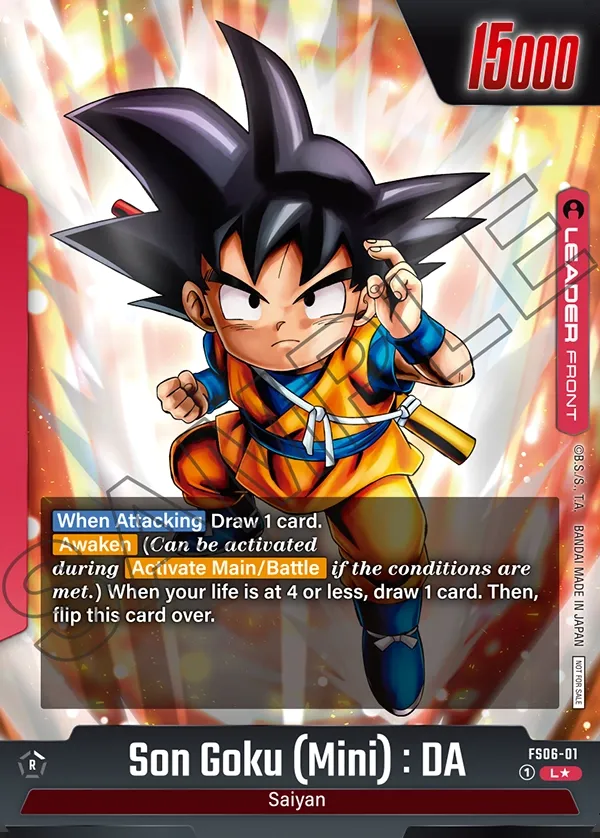 15000
LEADER FRONT
SAMPLE
When Attacking Draw 1 card.
Awaken (Can be activated
during Activate Main/Battle if the conditions are
met.) When your life is at 4 or less, draw 1 card. Then,
flip this card over.
©B.S./S., T.A. BANDAI MADE IN JAPAN
NOT FOR SALE
R
Son Goku (Mini) : DA
FS06-01
1 L★
Saiyan